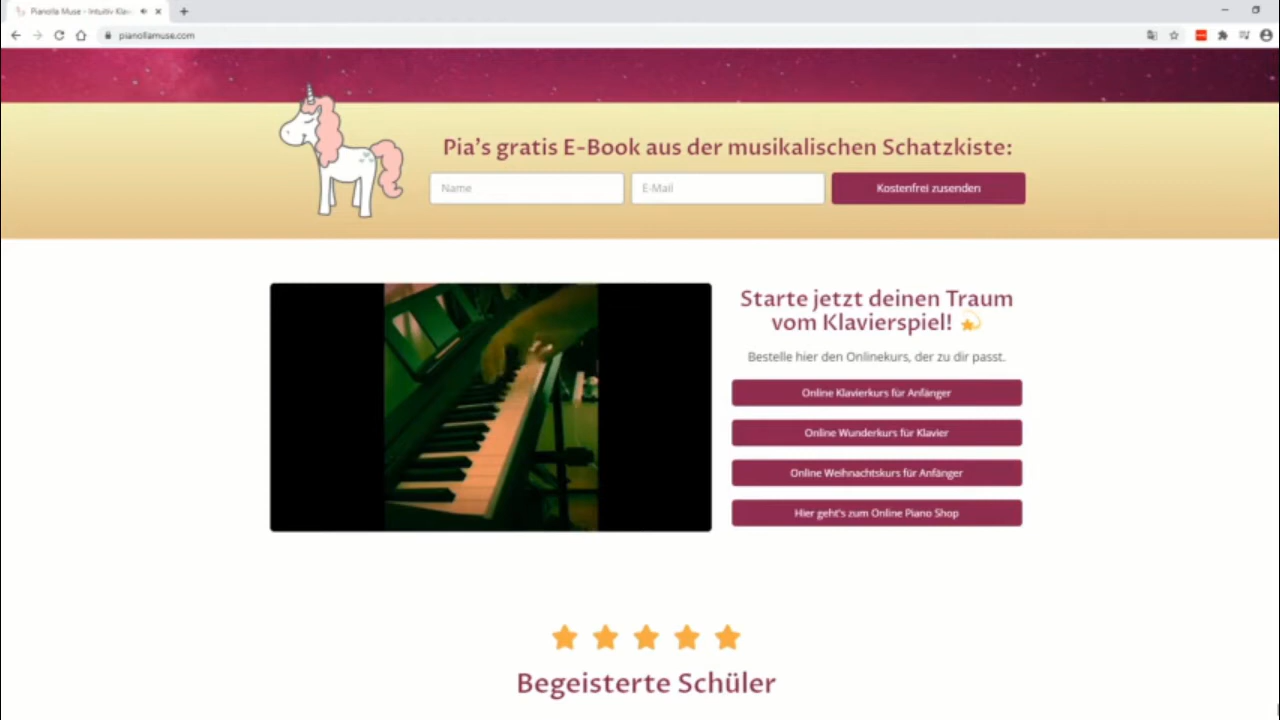 Pianolla Muse - Intuitiv Klav
pianollamuse.com
Pia's gratis E-Book aus der musikalischen Schatzkiste:
Name
E-Mail
Kostenfrei zusenden
Starte jetzt deinen Traum
vom Klavierspiel!
Bestelle hier den Onlinekurs, der zu dir passt.
Online Klavierkurs für Anfänger
Online Wunderkurs für Klavier
Online Weihnachtskurs für Anfänger
Hier geht's zum Online Piano Shop
Begeisterte Schüler